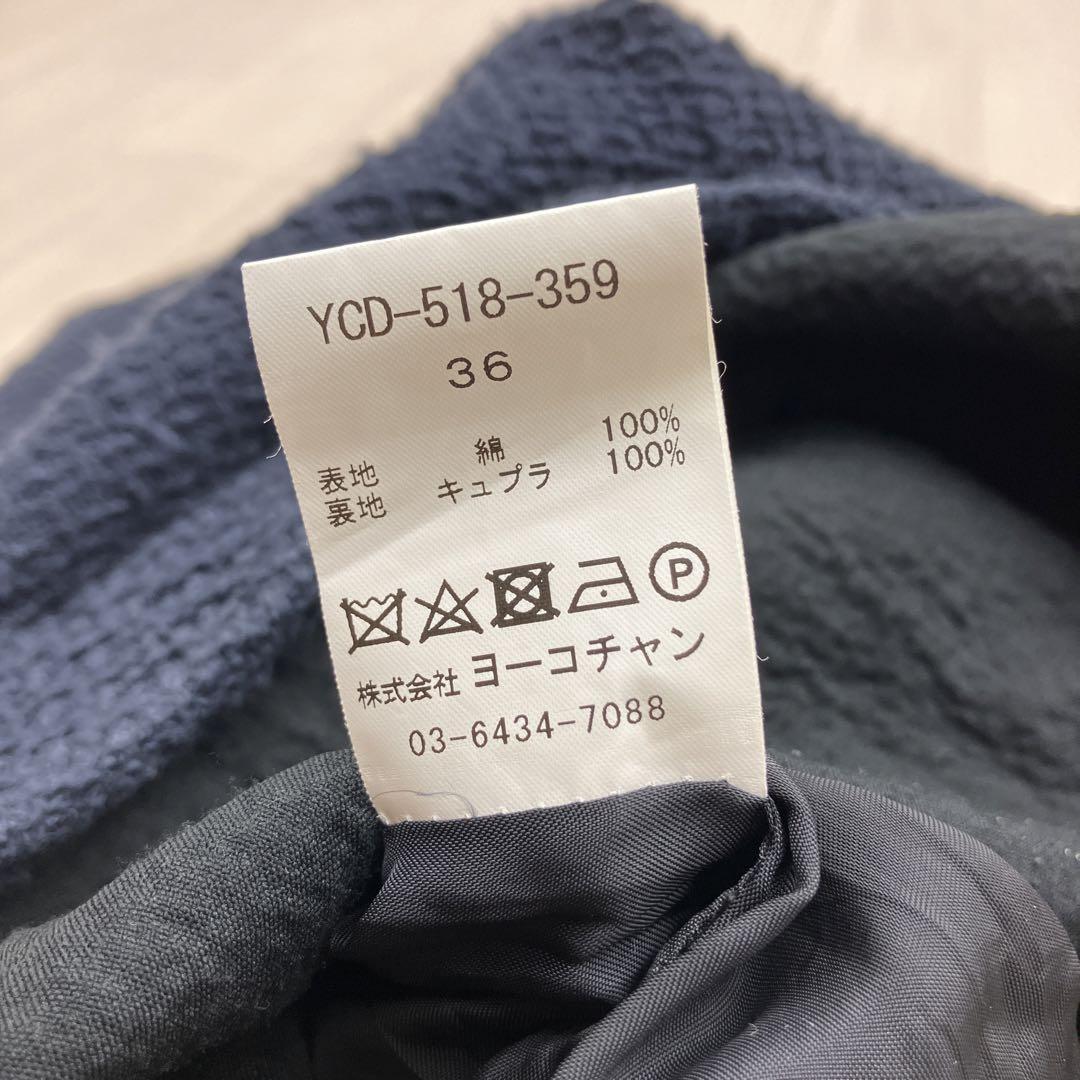 YCD-518-359
36
表地 綿 100%
裏地 キュプラ 100%
P
株式会社 ヨーコチャン
03-6434-7088